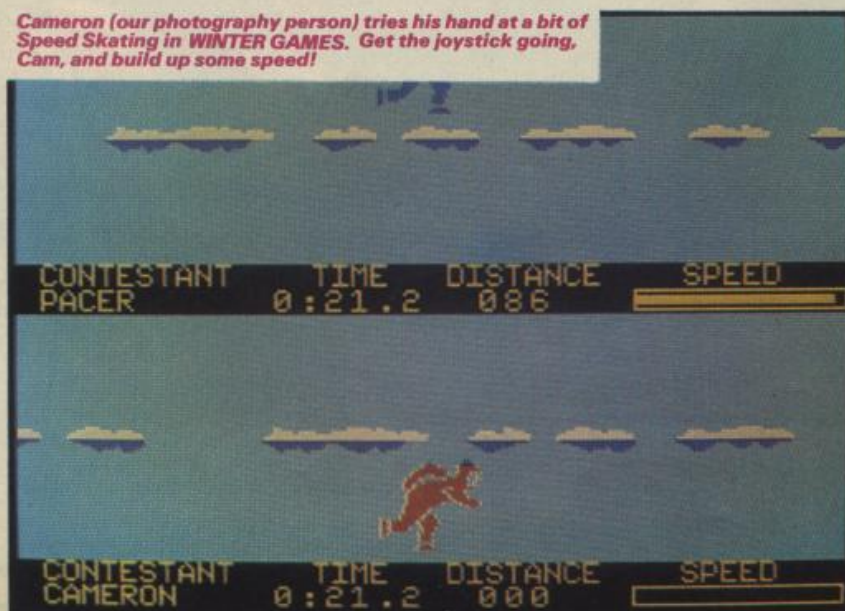 Cameron (our photography person) tries his hand at a bit of
Speed Skating in WINTER GAMES. Get the joystick going,
Cam, and build up some speed!
CONTESTANT TIME DISTANCE SPEED
PACER 0:21.2 086
CONTESTANT TIME DISTANCE SPEED
CAMERON 0:21.2 000